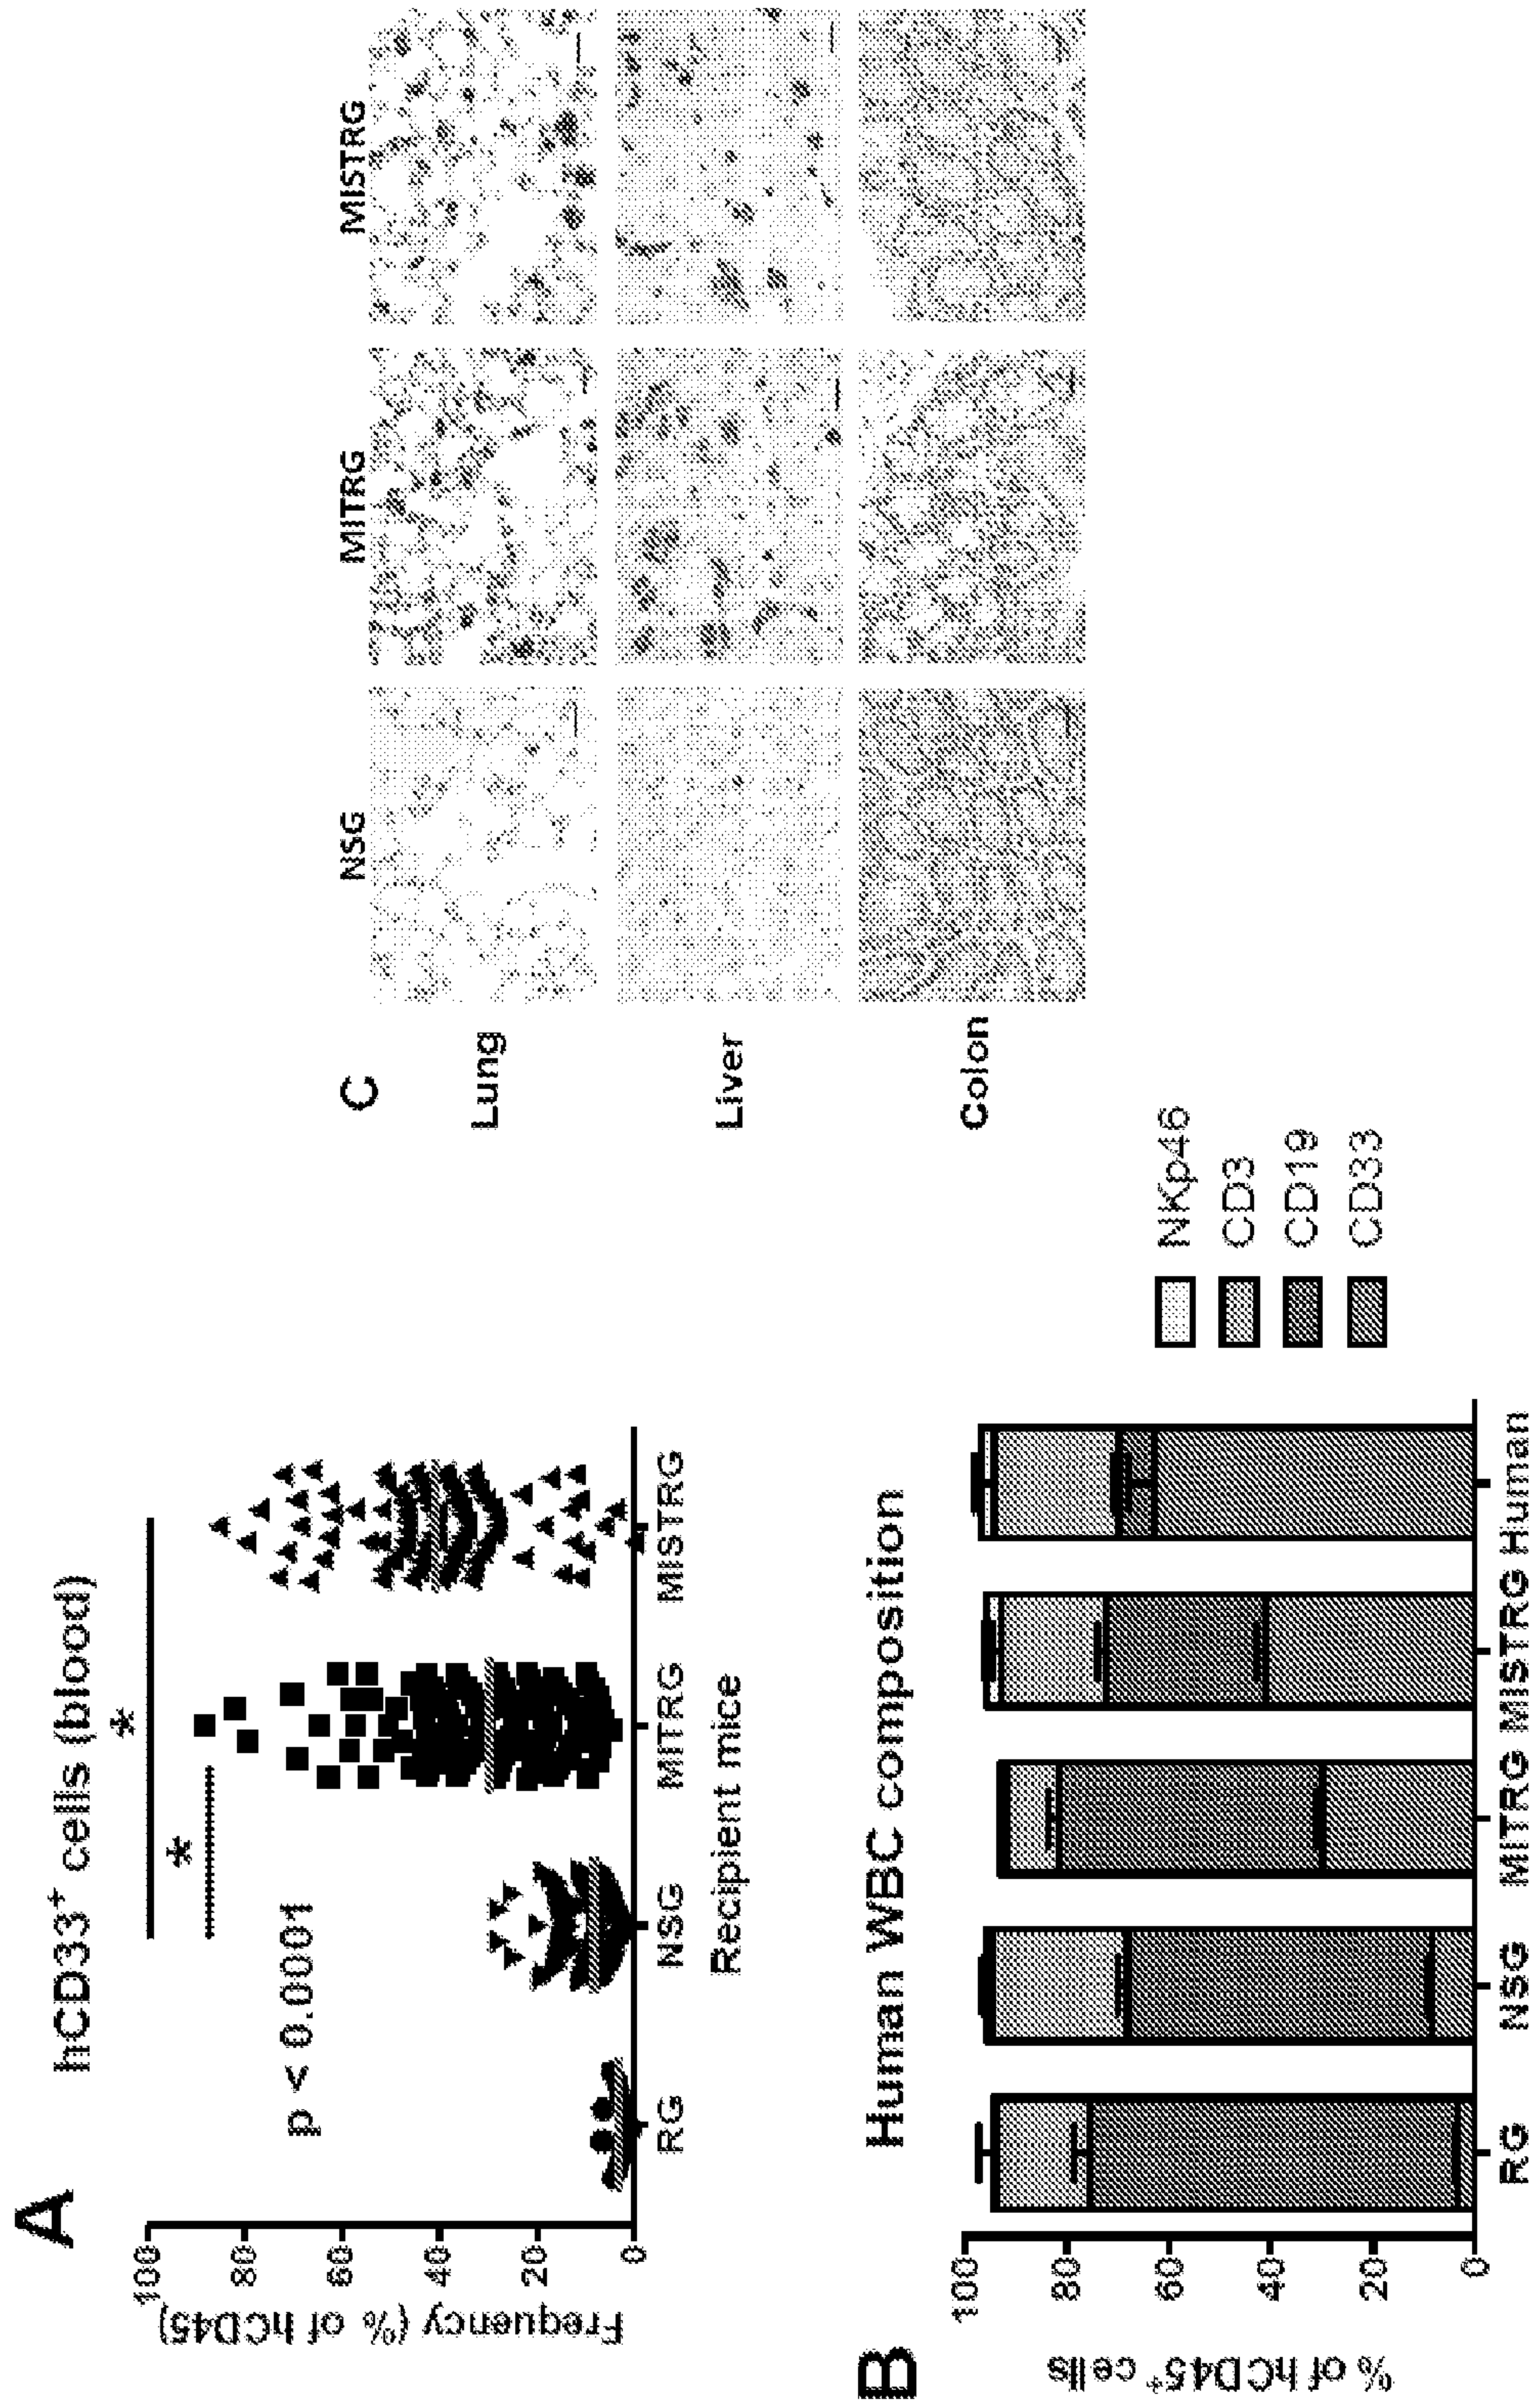 A
hCD33+ cells (blood)
*
*
p < 0.0001
Frequency (% of hCD45)
100
80
60
40
20
0
RG NSG MITRG MISTRG
Recipient mice
B
Human WBC composition
% of hCD45+ cells
100
80
60
40
20
0
RG NSG MITRG MISTRG Human
NKp46
CD3
CD19
CD33
C
NSG MITRG MISTRG
Lung
Liver
Colon